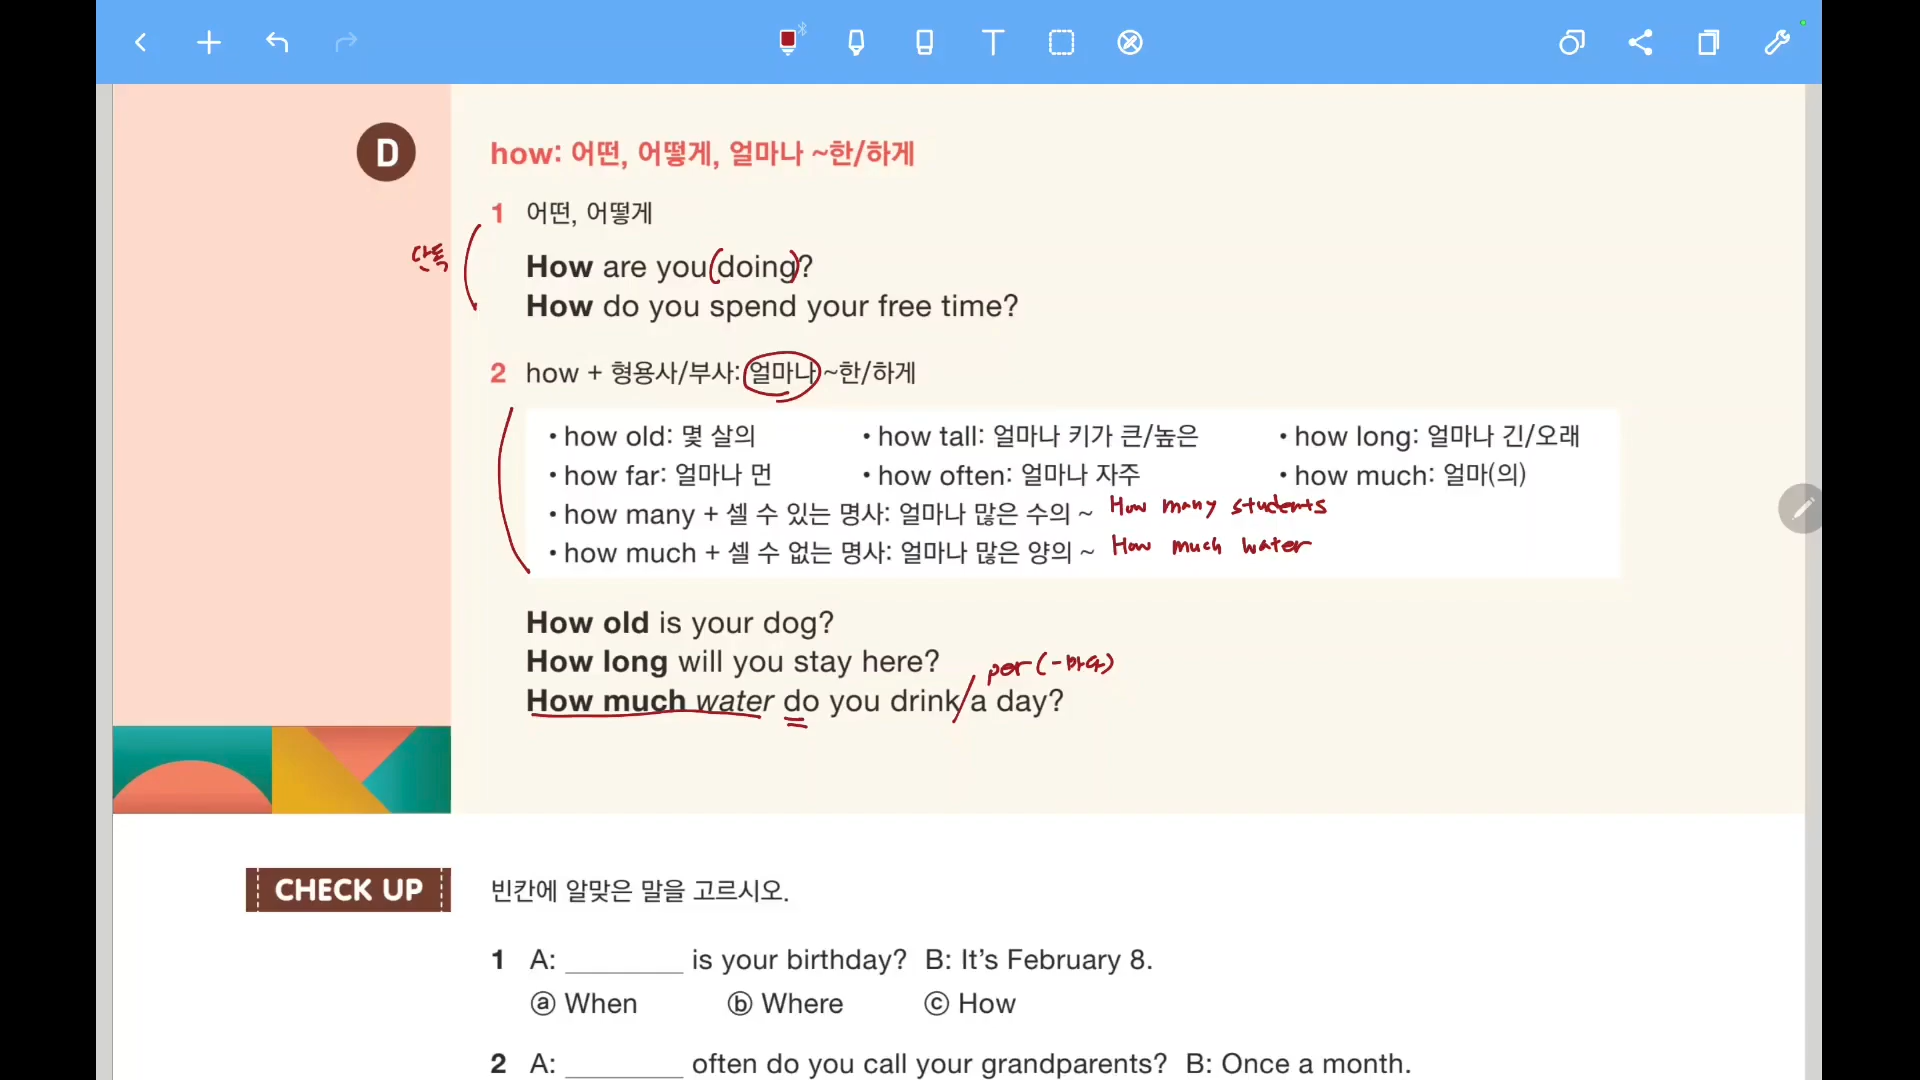 D
how: 어떤, 어떻게, 얼마나 ~한/하게
1 어떤, 어떻게
단독
How are you (doing)?
How do you spend your free time?
2 how + 형용사/부사: 얼마나 ~한/하게
• how old: 몇 살의 • how tall: 얼마나 키가 큰/높은 • how long: 얼마나 긴/오래
• how far: 얼마나 먼 • how often: 얼마나 자주 • how much: 얼마(의)
• how many + 셀 수 있는 명사: 얼마나 많은 수의 ~ How many students
• how much + 셀 수 없는 명사: 얼마나 많은 양의 ~ How much water
How old is your dog?
How long will you stay here?
per (-마다)
How much water do you drink / a day?
CHECK UP 빈칸에 알맞은 말을 고르시오.
1 A: ________ is your birthday? B: It's February 8.
ⓐ When ⓑ Where ⓒ How
2 A: ________ often do you call your grandparents? B: Once a month.